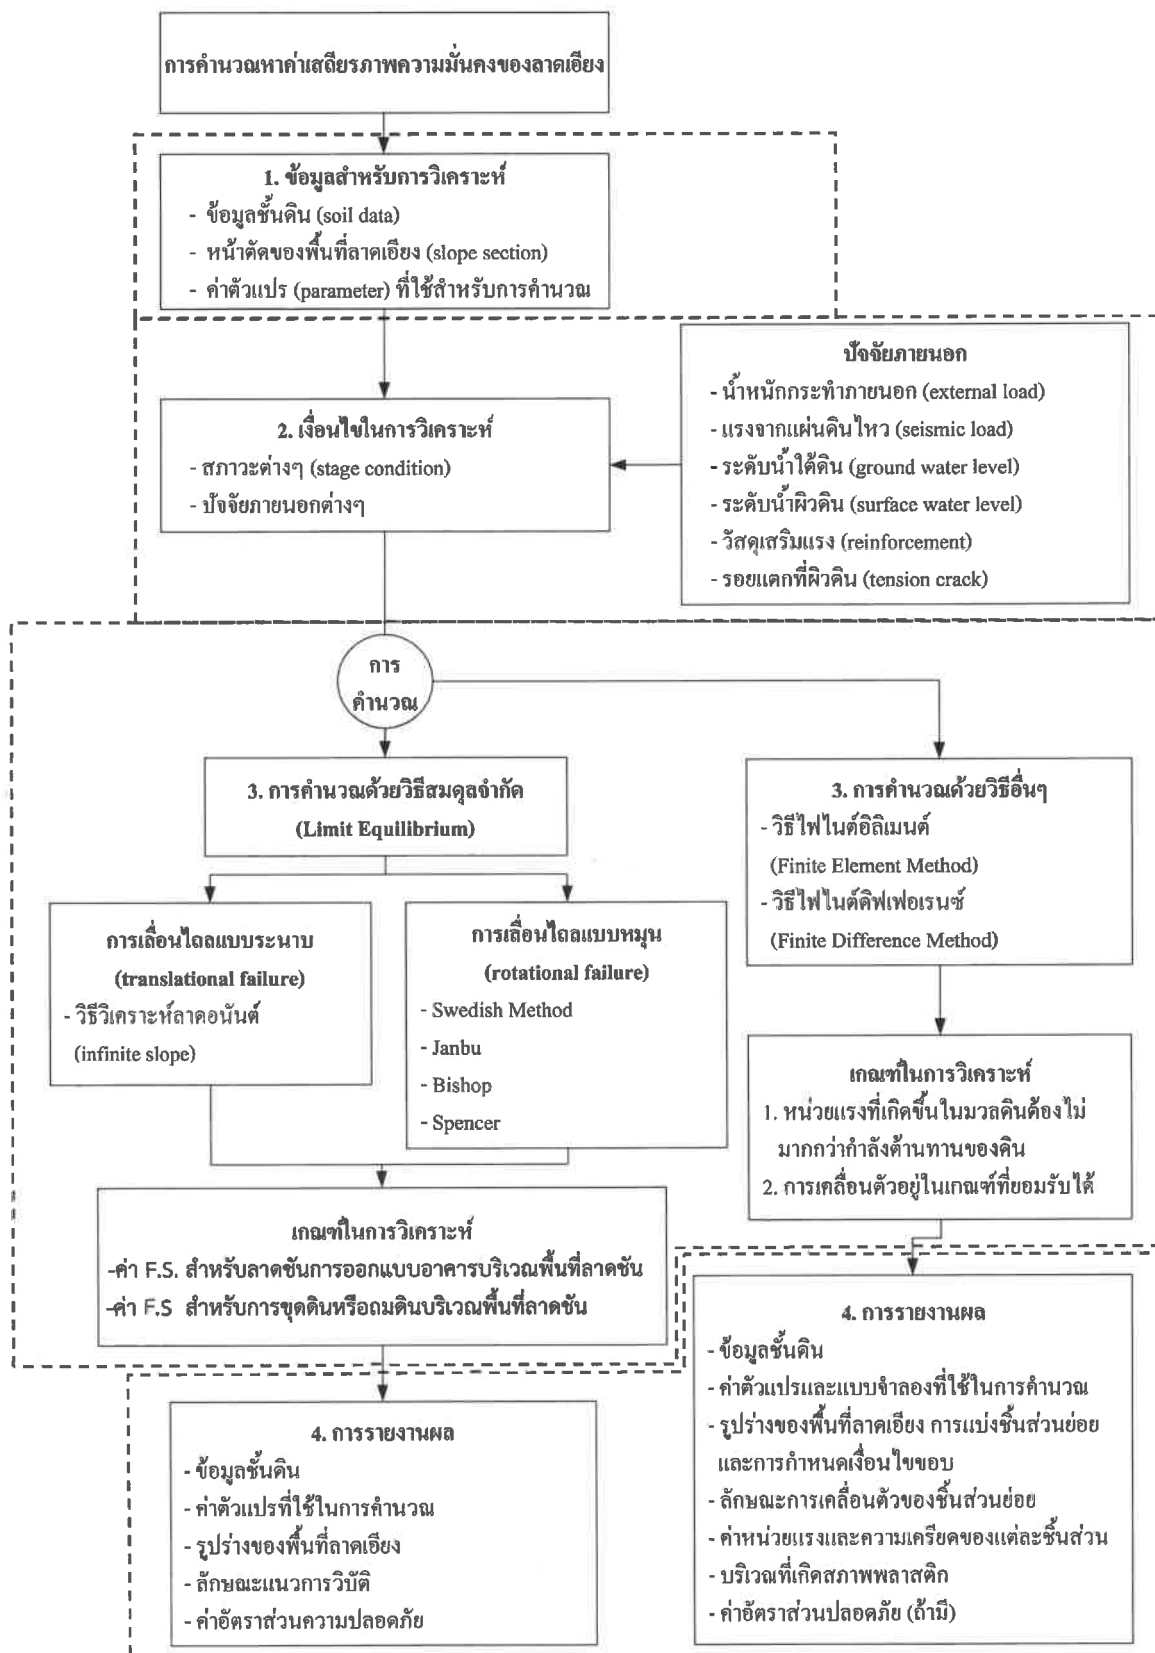 การคำนวณหาค่าเสถียรภาพความมั่นคงของลาดเอียง
1. ข้อมูลสำหรับการวิเคราะห์
- ข้อมูลชั้นดิน (soil data)
- หน้าตัดของพื้นที่ลาดเอียง (slope section)
- ค่าตัวแปร (parameter) ที่ใช้สำหรับการคำนวณ
ปัจจัยภายนอก
- น้ำหนักกระทำภายนอก (external load)
- แรงจากแผ่นดินไหว (seismic load)
- ระดับน้ำใต้ดิน (ground water level)
- ระดับน้ำผิวดิน (surface water level)
- วัสดุเสริมแรง (reinforcement)
- รอยแตกที่ผิวดิน (tension crack)
2. เงื่อนไขในการวิเคราะห์
- สภาวะต่างๆ (stage condition)
- ปัจจัยภายนอกต่างๆ
การ
คำนวณ
3. การคำนวณด้วยวิธีสมดุลจำกัด
(Limit Equilibrium)
3. การคำนวณด้วยวิธีอื่นๆ
- วิธีไฟไนต์อิลิเมนต์
(Finite Element Method)
- วิธีไฟไนต์ดิฟเฟอเรนซ์
(Finite Difference Method)
การเลื่อนไถลแบบระนาบ
(translational failure)
- วิธีวิเคราะห์ลาดอนันต์
(infinite slope)
การเลื่อนไถลแบบหมุน
(rotational failure)
- Swedish Method
- Janbu
- Bishop
- Spencer
เกณฑ์ในการวิเคราะห์
1. หน่วยแรงที่เกิดขึ้นในมวลดินต้องไม่
มากกว่ากำลังต้านทานของดิน
2. การเคลื่อนตัวอยู่ในเกณฑ์ที่ยอมรับได้
เกณฑ์ในการวิเคราะห์
-ค่า F.S. สำหรับลาดชันการออกแบบอาคารบริเวณพื้นที่ลาดชัน
-ค่า F.S สำหรับการขุดดินหรือถมดินบริเวณพื้นที่ลาดชัน
4. การรายงานผล
- ข้อมูลชั้นดิน
- ค่าตัวแปรที่ใช้ในการคำนวณ
- รูปร่างของพื้นที่ลาดเอียง
- ลักษณะแนวการวิบัติ
- ค่าอัตราส่วนความปลอดภัย
4. การรายงานผล
- ข้อมูลชั้นดิน
- ค่าตัวแปรและแบบจำลองที่ใช้ในการคำนวณ
- รูปร่างของพื้นที่ลาดเอียง การแบ่งชิ้นส่วนย่อย
และการกำหนดเงื่อนไขขอบ
- ลักษณะการเคลื่อนตัวของชิ้นส่วนย่อย
- ค่าหน่วยแรงและความเครียดของแต่ละชิ้นส่วน
- บริเวณที่เกิดสภาพพลาสติก
- ค่าอัตราส่วนปลอดภัย (ถ้ามี)